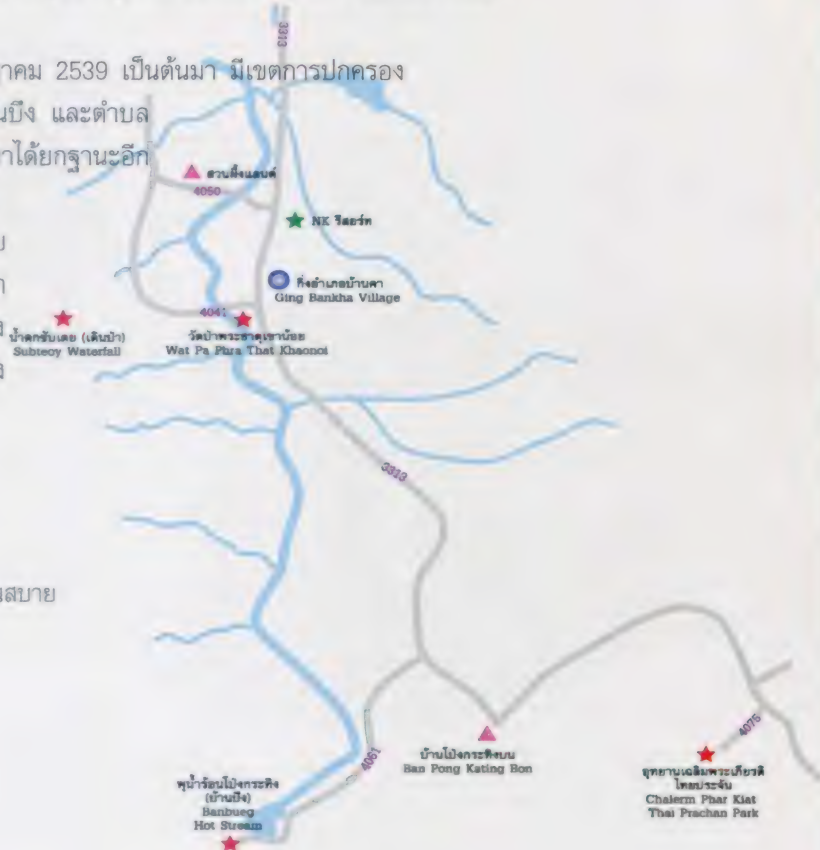 3313
าคม 2539 เป็นต้นมา มีเขตการปกครอง
นบึง และตำบล
าได้ยกฐานะอีก
สวนผึ้งแลนด์
4050
NK รีสอร์ท
กิ่งอำเภอบ้านคา
Ging Bankha Village
น้ำตกซับเตย (เดินป่า)
Subteoy Waterfall
วัดป่าพระธาตุเขาน้อย
Wat Pa Phra That Khaonoi
3313
นสบาย
4061
บ้านโป่งกระทิงบน
Ban Pong Kating Bon
4075
อุทยานเฉลิมพระเกียรติ
ไทยประจัน
Chalerm Phar Kiat
Thai Prachan Park
พุน้ำร้อนโป่งกระทิง
(บ้านบึง)
Banbueg
Hot Stream